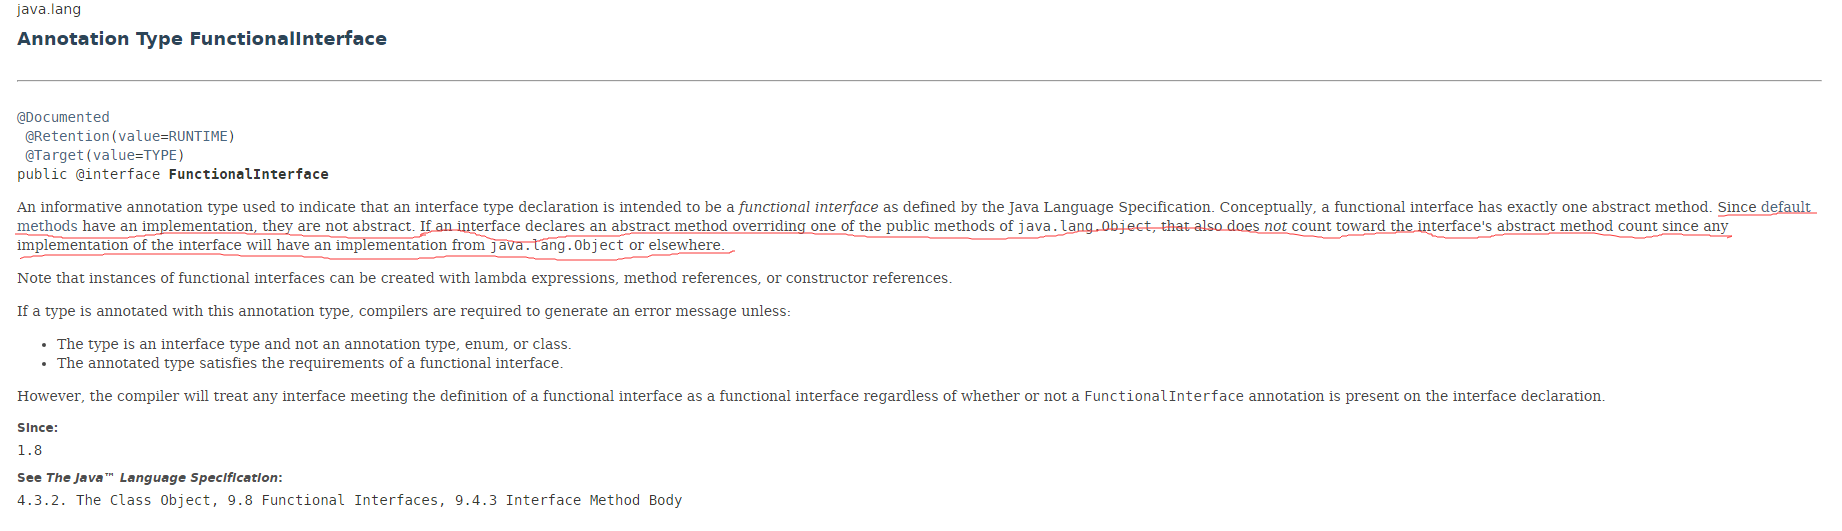 java.lang
Annotation Type FunctionalInterface
@Documented
@Retention(value=RUNTIME)
@Target(value=TYPE)
public @interface FunctionalInterface
An informative annotation type used to indicate that an interface type declaration is intended to be a functional interface as defined by the Java Language Specification. Conceptually, a functional interface has exactly one abstract method. Since default
methods have an implementation, they are not abstract. If an interface declares an abstract method overriding one of the public methods of java.lang.Object, that also does not count toward the interface's abstract method count since any
implementation of the interface will have an implementation from java.lang.Object or elsewhere.
Note that instances of functional interfaces can be created with lambda expressions, method references, or constructor references.
If a type is annotated with this annotation type, compilers are required to generate an error message unless:
• The type is an interface type and not an annotation type, enum, or class.
• The annotated type satisfies the requirements of a functional interface.
However, the compiler will treat any interface meeting the definition of a functional interface as a functional interface regardless of whether or not a FunctionalInterface annotation is present on the interface declaration.
Since:
1.8
See The Java™ Language Specification:
4.3.2. The Class Object, 9.8 Functional Interfaces, 9.4.3 Interface Method Body